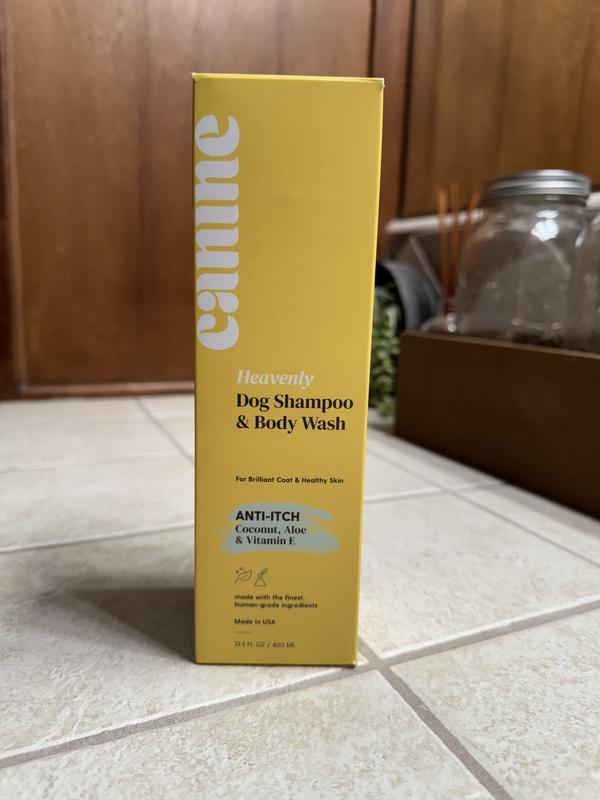 canine
Heavenly
Dog Shampoo
& Body Wash
For Brilliant Coat & Healthy Skin
ANTI-ITCH
Coconut, Aloe
& Vitamin E
made with the finest,
human-grade ingredients
Made in USA
13.5 FL OZ / 400 ML